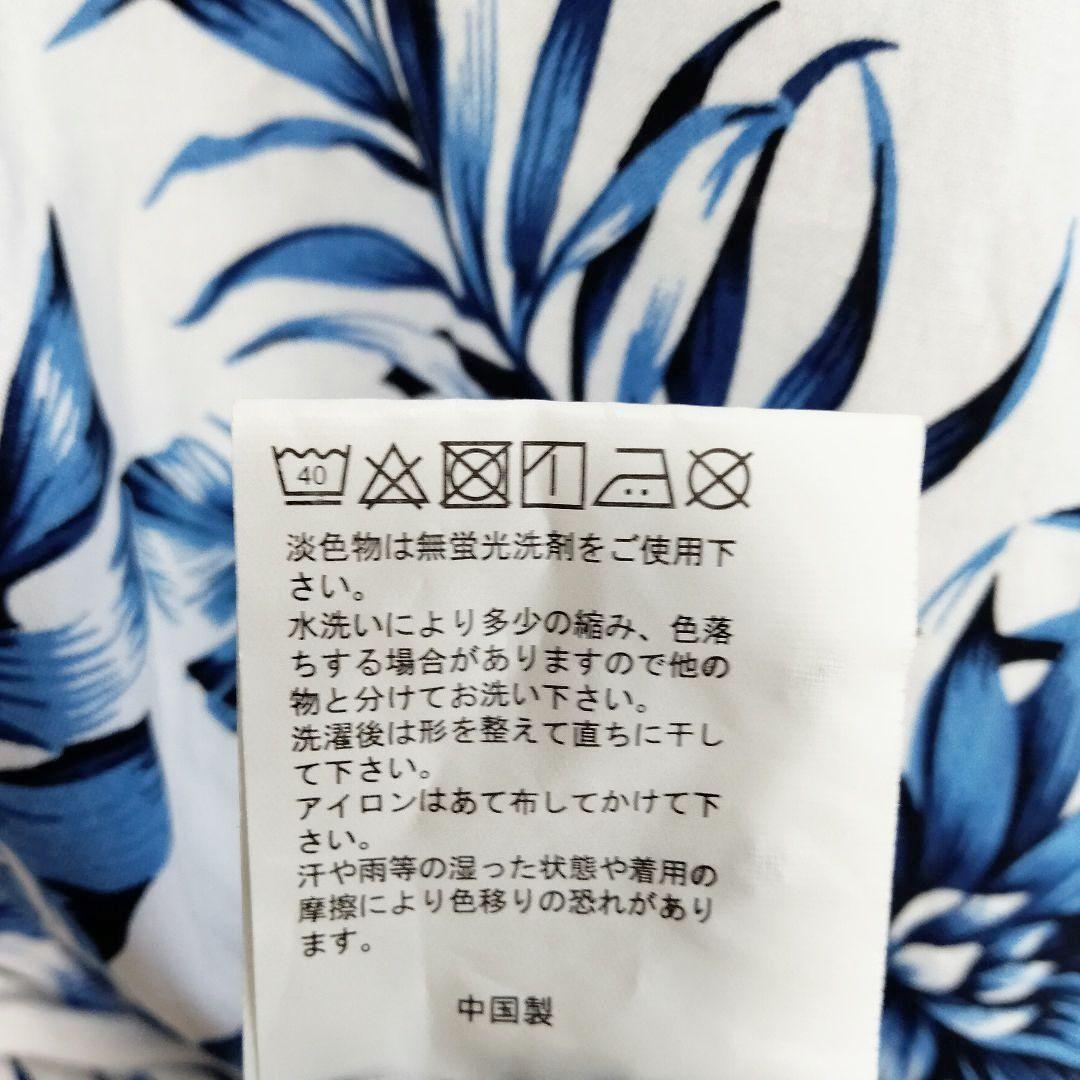 40
淡色物は無蛍光洗剤をご使用下
さい。
水洗いにより多少の縮み、色落
ちする場合がありますので他の
物と分けてお洗い下さい。
洗濯後は形を整えて直ちに干し
て下さい。
アイロンはあて布してかけて下
さい。
汗や雨等の湿った状態や着用の
摩擦により色移りの恐れがあり
ます。
中国製